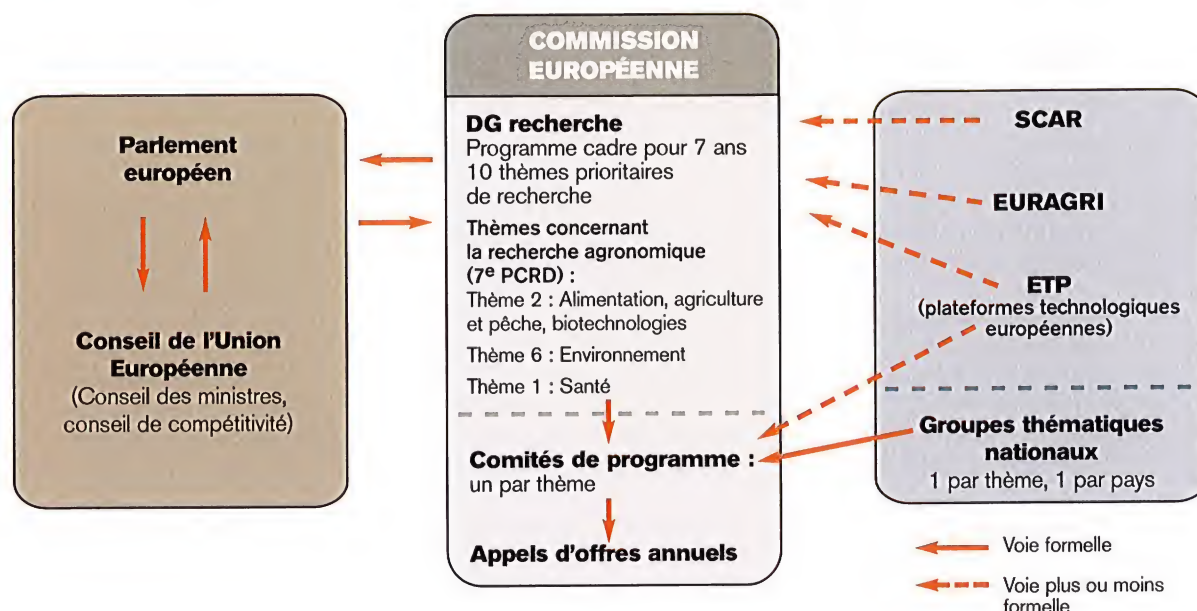 COMMISSION
EUROPÉENNE
Parlement
européen
Conseil de l'Union
Européenne
(Conseil des ministres,
conseil de compétitivité)
DG recherche
Programme cadre pour 7 ans
10 thèmes prioritaires
de recherche
Thèmes concernant
la recherche agronomique
(7e PCRD) :
Thème 2 : Alimentation, agriculture
et pêche, biotechnologies
Thème 6 : Environnement
Thème 1 : Santé
Comités de programme :
un par thème
Appels d'offres annuels
SCAR
EURAGRI
ETP
(plateformes technologiques
européennes)
Groupes thématiques
nationaux
1 par thème, 1 par pays
Voie formelle
Voie plus ou moins
formelle